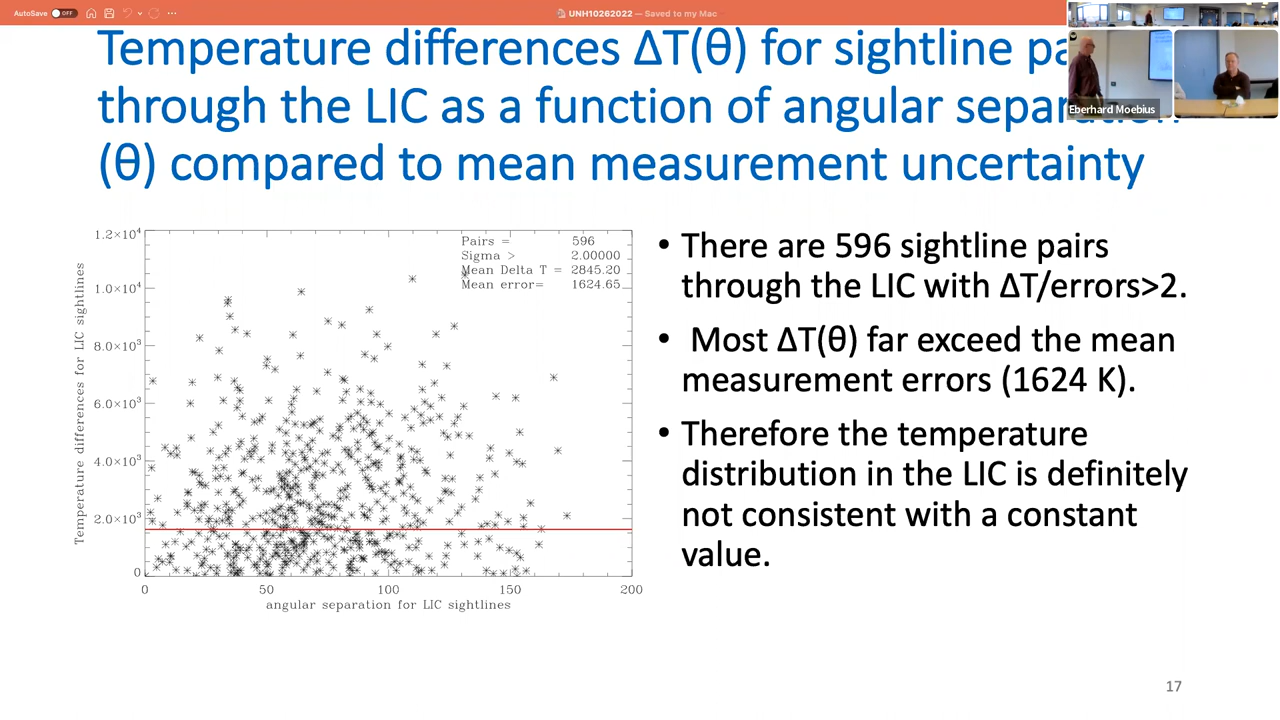 AutoSave OFF
UNH10262022 — Saved to my Mac
Temperature differences ΔT(θ) for sightline pa
through the LIC as a function of angular separation
(θ) compared to mean measurement uncertainty
Eberhard Moebius
Temperature differences for LIC sightlines
1.2×10⁴
1.0×10⁴
8.0×10³
6.0×10³
4.0×10³
2.0×10³
0
Pairs = 596
Sigma > 2.00000
Mean Delta T = 2845.20
Mean error= 1624.65
0 50 100 150 200
angular separation for LIC sightlines
• There are 596 sightline pairs
through the LIC with ΔT/errors>2.
• Most ΔT(θ) far exceed the mean
measurement errors (1624 K).
• Therefore the temperature
distribution in the LIC is definitely
not consistent with a constant
value.
17